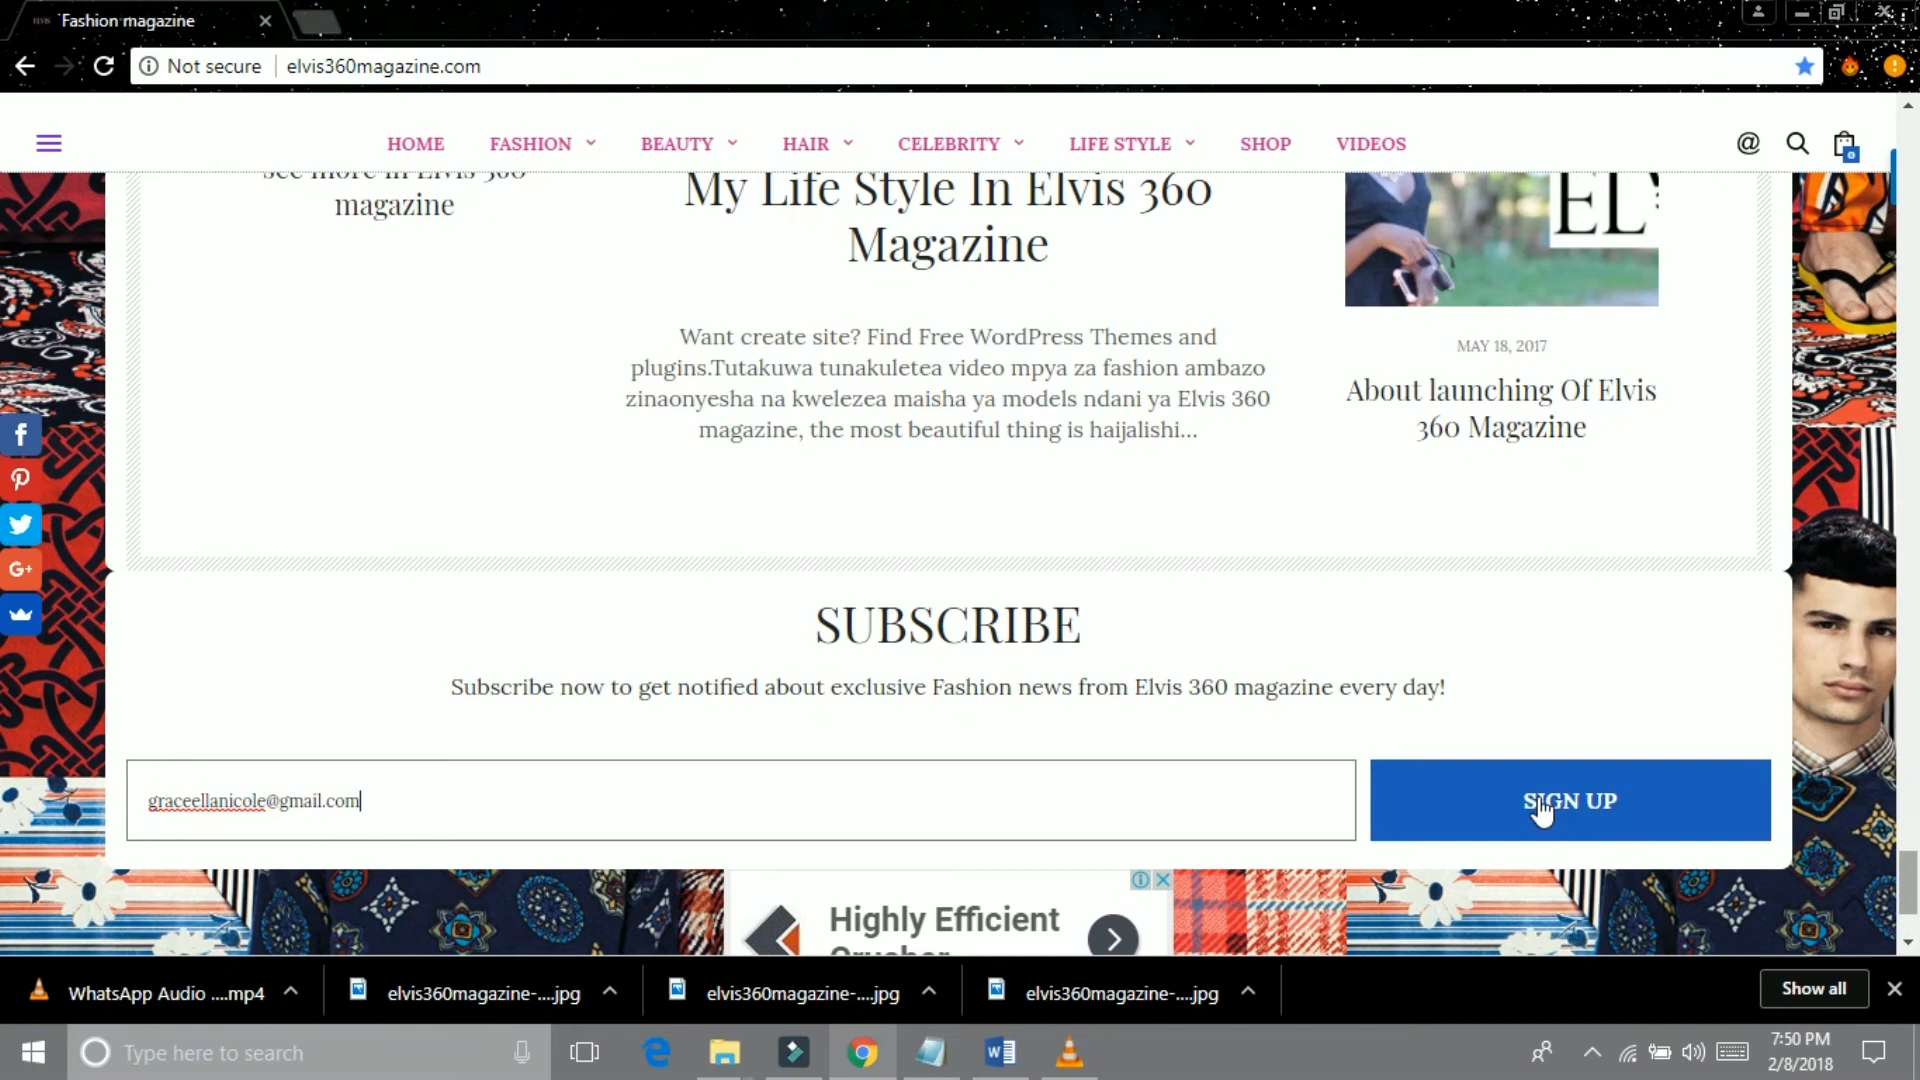 Fashion magazine
Not secure
elvis360magazine.com
HOME
FASHION
BEAUTY
HAIR
CELEBRITY
LIFE STYLE
SHOP
VIDEOS
@
0
see more in Elvis 360
magazine
My Life Style In Elvis 360
Magazine
Want create site? Find Free WordPress Themes and
plugins.Tutakuwa tunakuletea video mpya za fashion ambazo
zinaonyesha na kwelezea maisha ya models ndani ya Elvis 360
magazine, the most beautiful thing is haijalishi...
MAY 18, 2017
About launching Of Elvis
360 Magazine
SUBSCRIBE
Subscribe now to get notified about exclusive Fashion news from Elvis 360 magazine every day!
graceellanicole@gmail.com
SIGN UP
Highly Efficient
Crusher
WhatsApp Audio ....mp4
elvis360magazine-....jpg
elvis360magazine-....jpg
elvis360magazine-....jpg
Show all
Type here to search
7:50 PM
2/8/2018